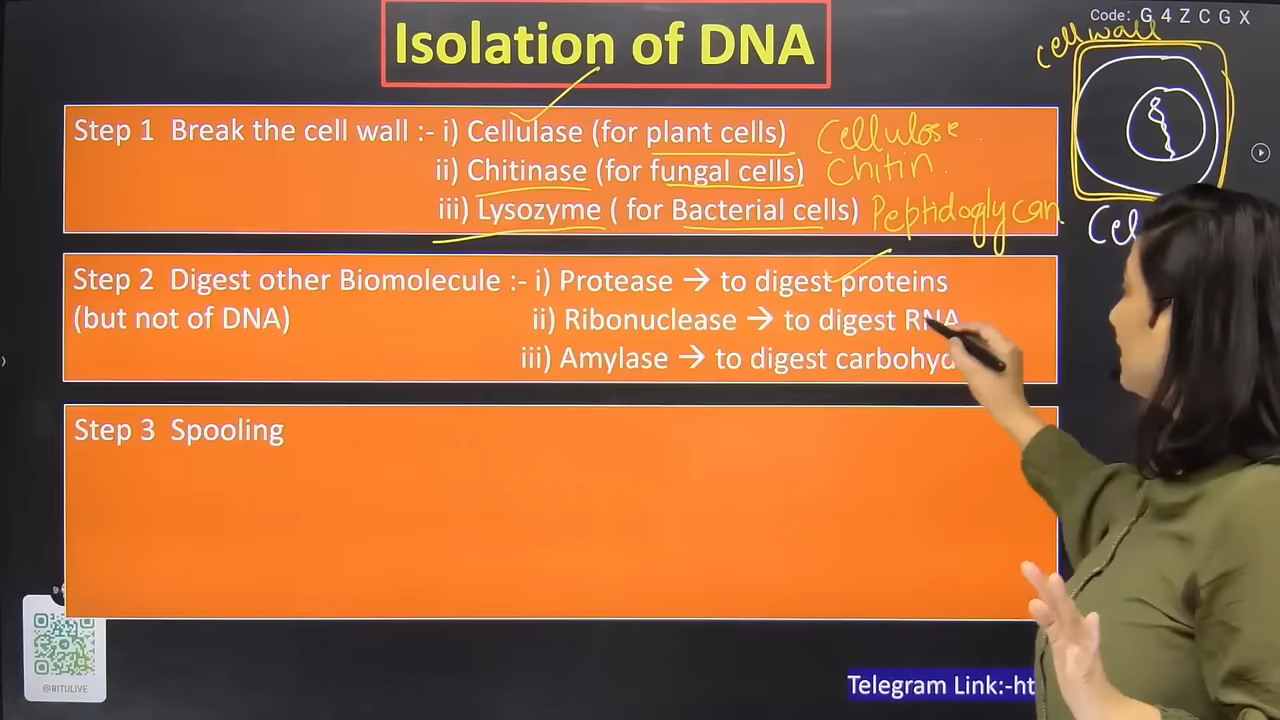 Code: G 4 Z C G X
Isolation of DNA
cell wall
Step 1 Break the cell wall :- i) Cellulase (for plant cells) Cellulose
ii) Chitinase (for fungal cells) Chitin
iii) Lysozyme ( for Bacterial cells) Peptidoglycan
Cel
Step 2 Digest other Biomolecule :- i) Protease → to digest proteins
(but not of DNA) ii) Ribonuclease → to digest RNA
iii) Amylase → to digest carbohyd
Step 3 Spooling
@RITULIVE
Telegram Link:-ht